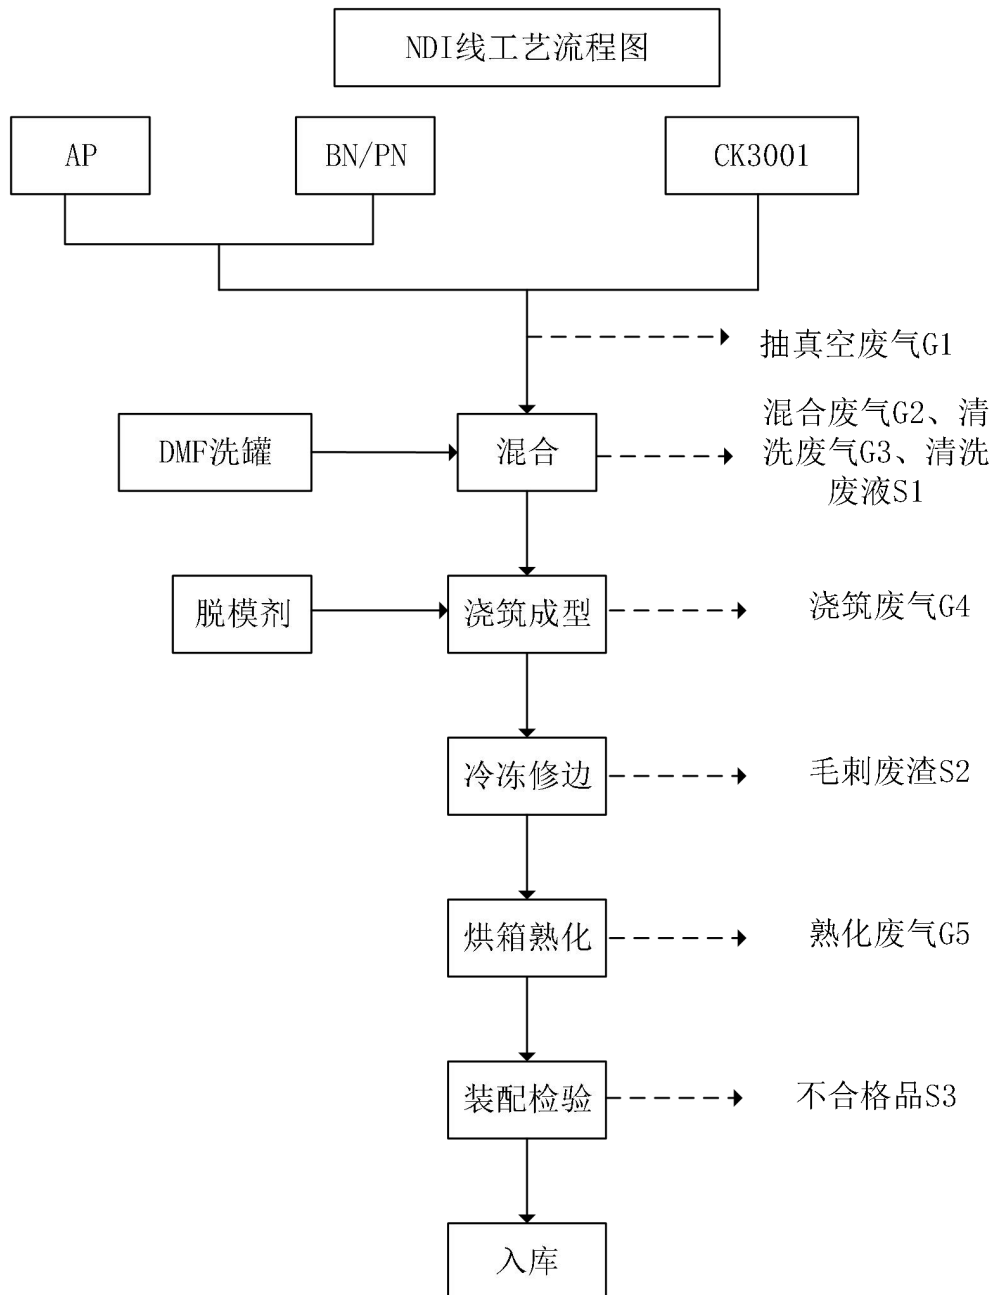 NDI线工艺流程图
AP
BN/PN
CK3001
抽真空废气G1
DMF洗罐
混合
混合废气G2、清
洗废气G3、清洗
废液S1
脱模剂
浇筑成型
浇筑废气G4
冷冻修边
毛刺废渣S2
烘箱熟化
熟化废气G5
装配检验
不合格品S3
入库